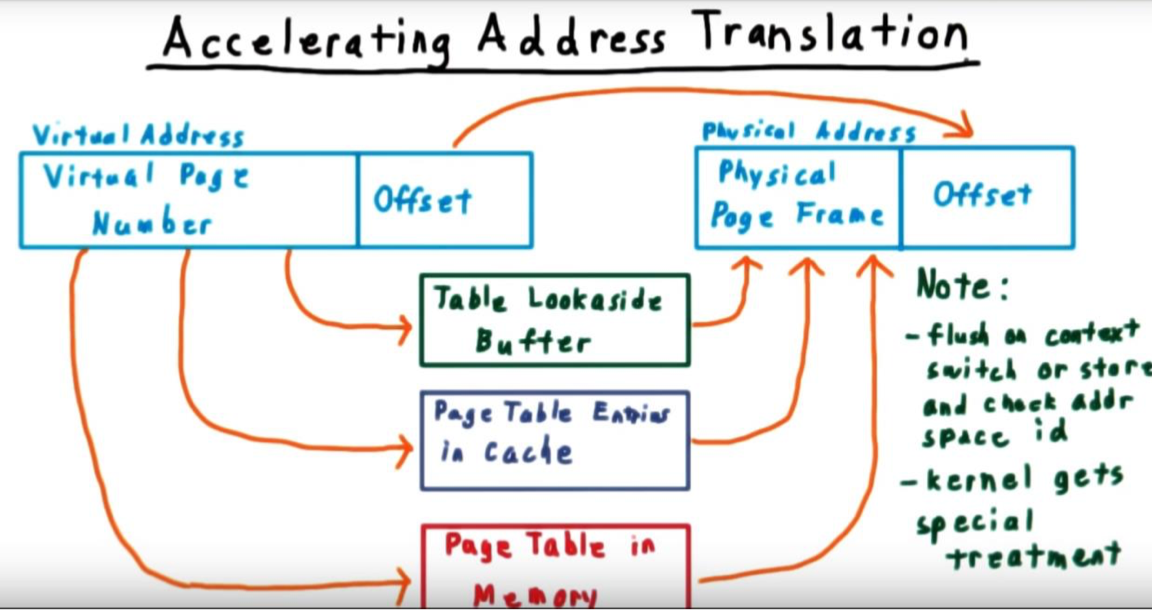 Accelerating Address Translation
Virtual Address
Virtual Page
Number
Offset
Physical Address
Physical
Page Frame
Offset
Table Lookaside
Buffer
Page Table Entries
in Cache
Page Table in
Memory
Note:
- flush on context
switch or store
and check addr
space id
- kernel gets
special
treatment